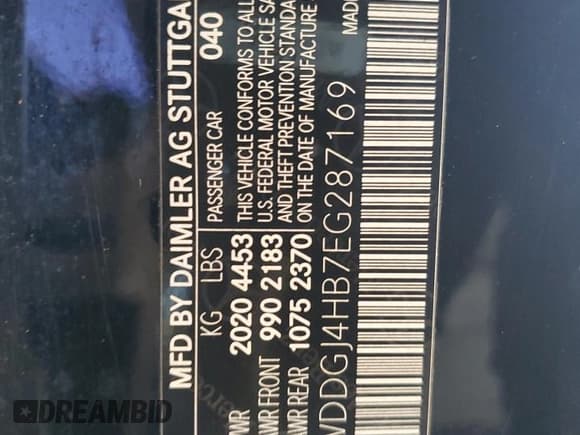 MFD BY DAIMLER AG STUTTGA
KG LBS PASSENGER CAR 040
WR 2020 4453 THIS VEHICLE CONFORMS TO ALL
AWR FRONT 990 2183 U.S. FEDERAL MOTOR VEHICLE SA
AWR REAR 1075 2370 AND THEFT PREVENTION STANDA
ON THE DATE OF MANUFACTURE
WDDGJ4HB7EG287169
MADE
DREAMBID